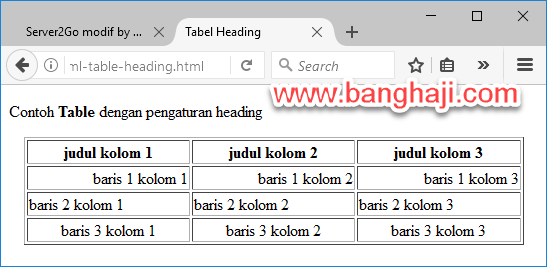 Server2Go modif by ...
Tabel Heading
ml-table-heading.html
Search
www.banghaji.com
Contoh Table dengan pengaturan heading
judul kolom 1 judul kolom 2 judul kolom 3
baris 1 kolom 1 baris 1 kolom 2 baris 1 kolom 3
baris 2 kolom 1 baris 2 kolom 2 baris 2 kolom 3
baris 3 kolom 1 baris 3 kolom 2 baris 3 kolom 3